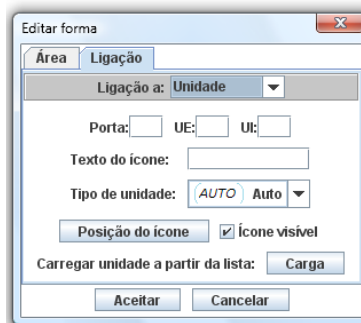 Editar forma
Área Ligação
Ligação a: Unidade
Porta: UE: UI:
Texto do ícone:
Tipo de unidade: (AUTO) Auto
Posição do ícone Ícone visível
Carregar unidade a partir da lista: Carga
Aceitar Cancelar